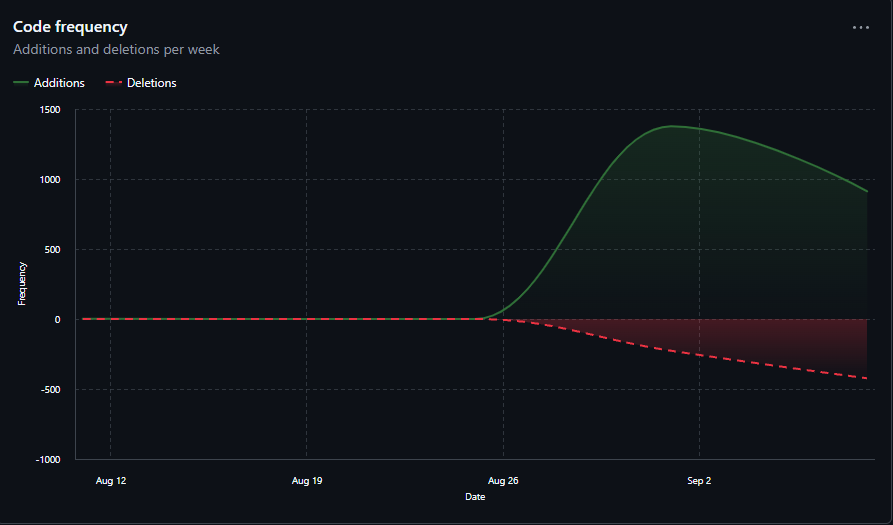 Code frequency
Additions and deletions per week
Additions
Deletions
1500
1000
500
0
-500
-1000
Frequency
Aug 12
Aug 19
Aug 26
Sep 2
Date